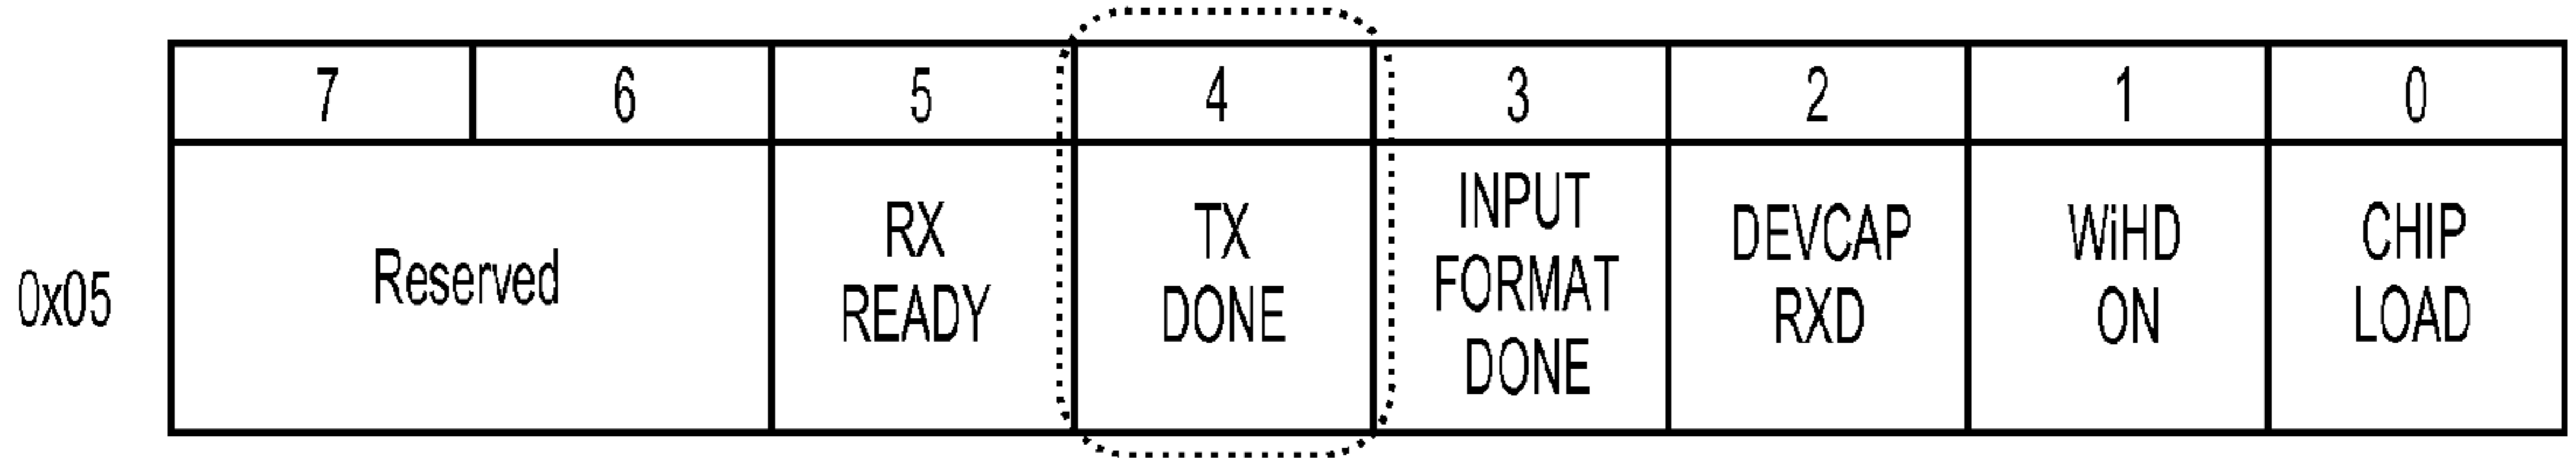 7 6 5 4 3 2 1 0
0x05
Reserved
RX
READY
TX
DONE
INPUT
FORMAT
DONE
DEVCAP
RXD
WiHD
ON
CHIP
LOAD